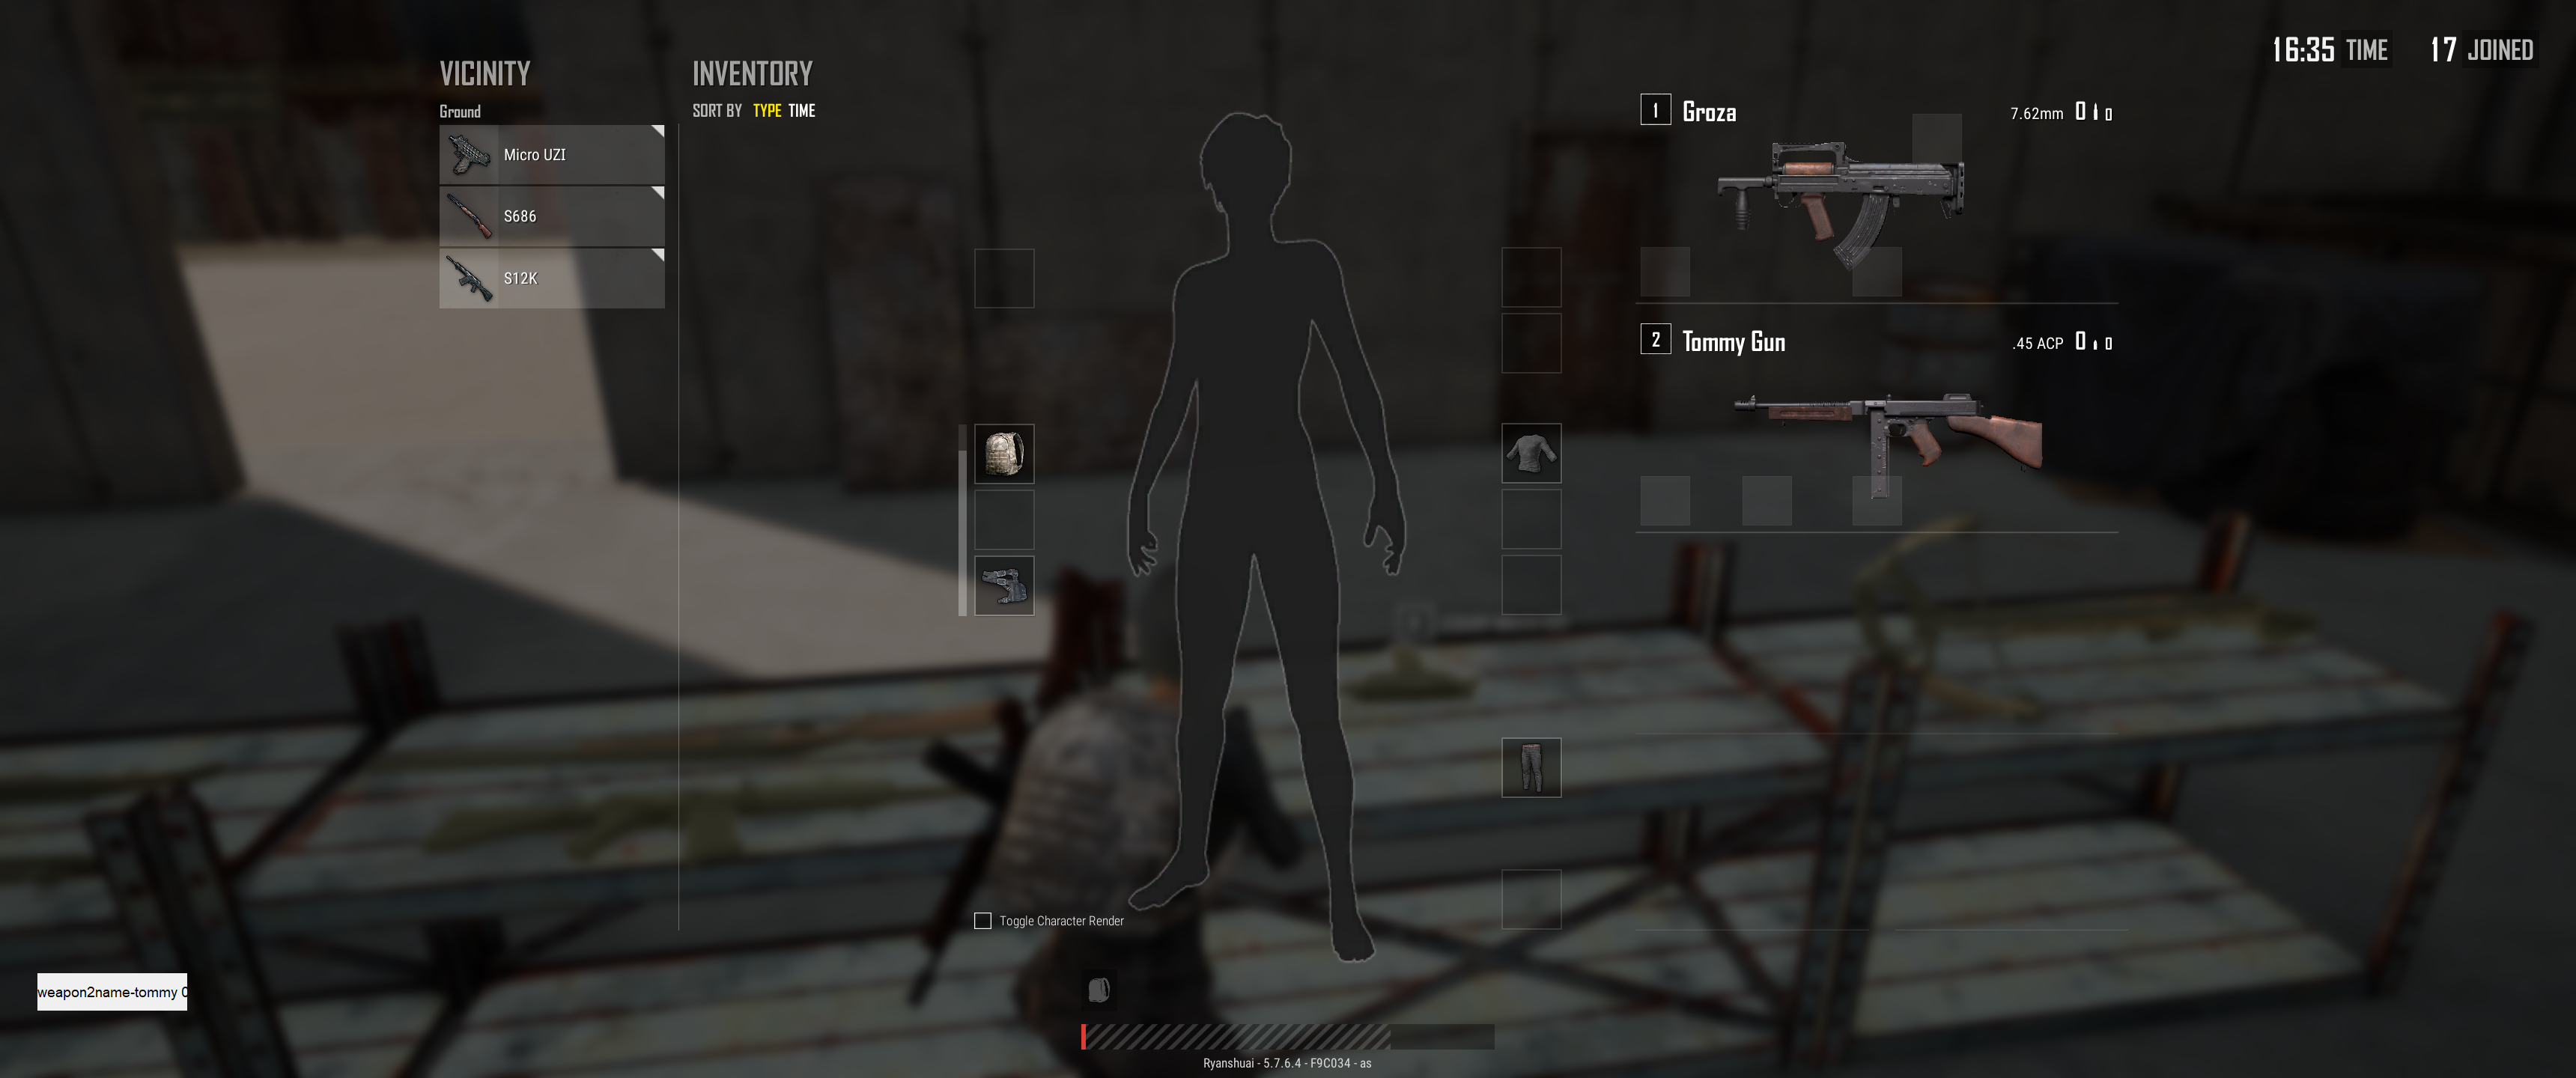 16:35 TIME 17 JOINED
VICINITY
Ground
Micro UZI
S686
S12K
INVENTORY
SORT BY TYPE TIME
1 Groza 7.62mm 0 0
2 Tommy Gun .45 ACP 0 0
Toggle Character Render
weapon2name-tommy
Ryanshuai - 5.7.6.4 - F9C034 - as